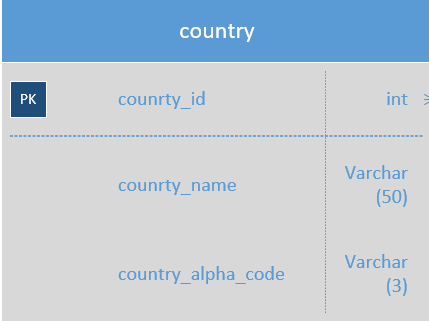 country
PK counrty_id int
counrty_name Varchar
(50)
country_alpha_code Varchar
(3)